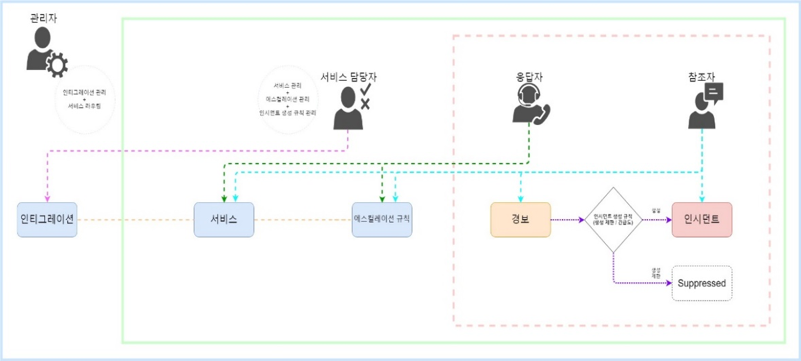 관리자
인티그레이션 관리
+
서비스 라우팅
서비스 담당자
서비스 관리
+
에스컬레이션 관리
+
인시던트 생성 규칙 관리
응답자
참조자
인티그레이션
서비스
에스컬레이션 규칙
경보
인시던트 생성 규칙
(생성 제한 / 긴급도)
생성
인시던트
생성
제한
Suppressed